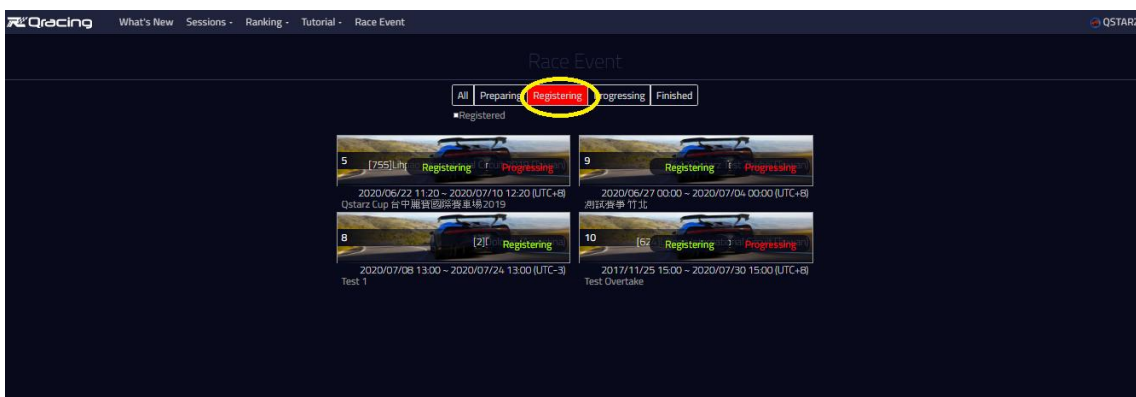 Qracing What's New Sessions - Ranking - Tutorial - Race Event QSTARZ
Race Event
All Preparing Registering Progressing Finished
Registered
5 Registering Progressing
9 Registering Progressing
2020/06/22 11:20 ~ 2020/07/10 12:20 (UTC+8)
Qstarz Cup 台中麗寶國際賽車場2019
2020/06/27 00:00 ~ 2020/07/04 00:00 (UTC+8)
測試賽事 竹北
8 Registering
10 Registering Progressing
2020/07/08 13:00 ~ 2020/07/24 13:00 (UTC-3)
Test 1
2017/11/25 15:00 ~ 2020/07/30 15:00 (UTC+8)
Test Overtake